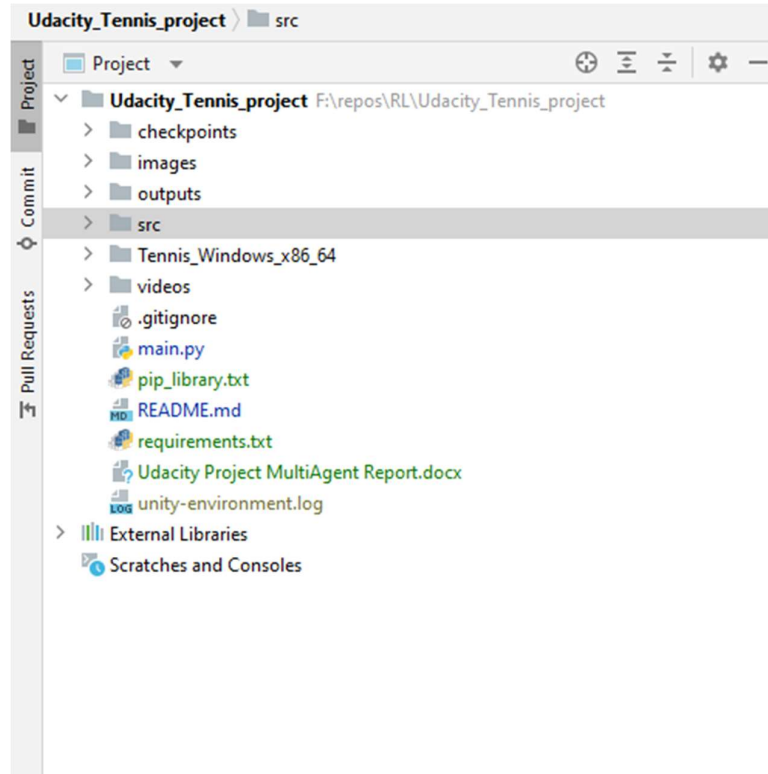 Udacity_Tennis_project src
Project
Project
Udacity_Tennis_project F:\repos\RL\Udacity_Tennis_project
checkpoints
images
outputs
src
Tennis_Windows_x86_64
videos
.gitignore
main.py
pip_library.txt
MD README.md
requirements.txt
Udacity Project MultiAgent Report.docx
LOG unity-environment.log
External Libraries
Scratches and Consoles
Commit
Pull Requests